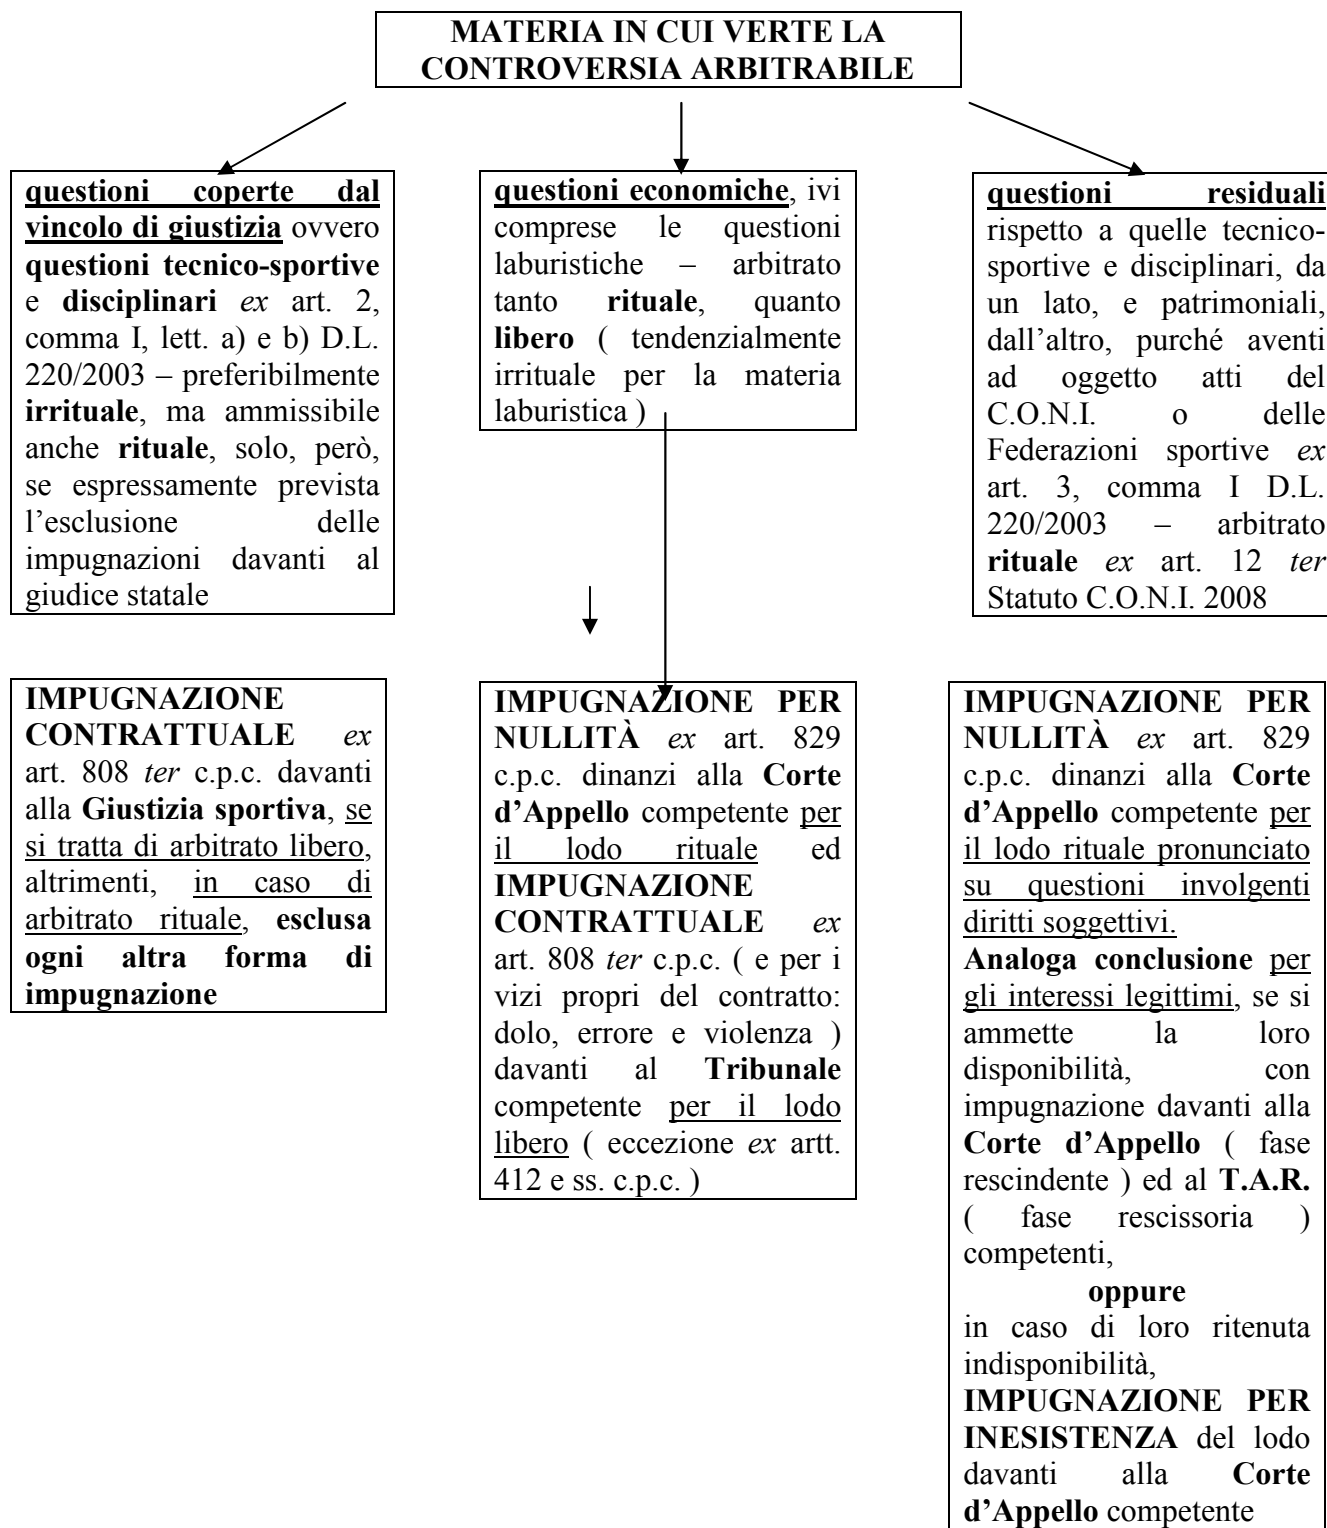 MATERIA IN CUI VERTE LA
CONTROVERSIA ARBITRABILE
questioni coperte dal
vincolo di giustizia ovvero
questioni tecnico-sportive
e disciplinari ex art. 2,
comma I, lett. a) e b) D.L.
220/2003 – preferibilmente
irrituale, ma ammissibile
anche rituale, solo, però,
se espressamente prevista
l’esclusione delle
impugnazioni davanti al
giudice statale
questioni economiche, ivi
comprese le questioni
laburistiche – arbitrato
tanto rituale, quanto
libero ( tendenzialmente
irrituale per la materia
laburistica )
questioni residuali
rispetto a quelle tecnico-
sportive e disciplinari, da
un lato, e patrimoniali,
dall’altro, purché aventi
ad oggetto atti del
C.O.N.I. o delle
Federazioni sportive ex
art. 3, comma I D.L.
220/2003 – arbitrato
rituale ex art. 12 ter
Statuto C.O.N.I. 2008
IMPUGNAZIONE
CONTRATTUALE ex
art. 808 ter c.p.c. davanti
alla Giustizia sportiva, se
si tratta di arbitrato libero,
altrimenti, in caso di
arbitrato rituale, esclusa
ogni altra forma di
impugnazione
IMPUGNAZIONE PER
NULLITÀ ex art. 829
c.p.c. dinanzi alla Corte
d’Appello competente per
il lodo rituale ed
IMPUGNAZIONE
CONTRATTUALE ex
art. 808 ter c.p.c. ( e per i
vizi propri del contratto:
dolo, errore e violenza )
davanti al Tribunale
competente per il lodo
libero ( eccezione ex artt.
412 e ss. c.p.c. )
IMPUGNAZIONE PER
NULLITÀ ex art. 829
c.p.c. dinanzi alla Corte
d’Appello competente per
il lodo rituale pronunciato
su questioni involgenti
diritti soggettivi.
Analoga conclusione per
gli interessi legittimi, se si
ammette la loro
disponibilità, con
impugnazione davanti alla
Corte d’Appello ( fase
rescindente ) ed al T.A.R.
( fase rescissoria )
competenti,
oppure
in caso di loro ritenuta
indisponibilità,
IMPUGNAZIONE PER
INESISTENZA del lodo
davanti alla Corte
d’Appello competente